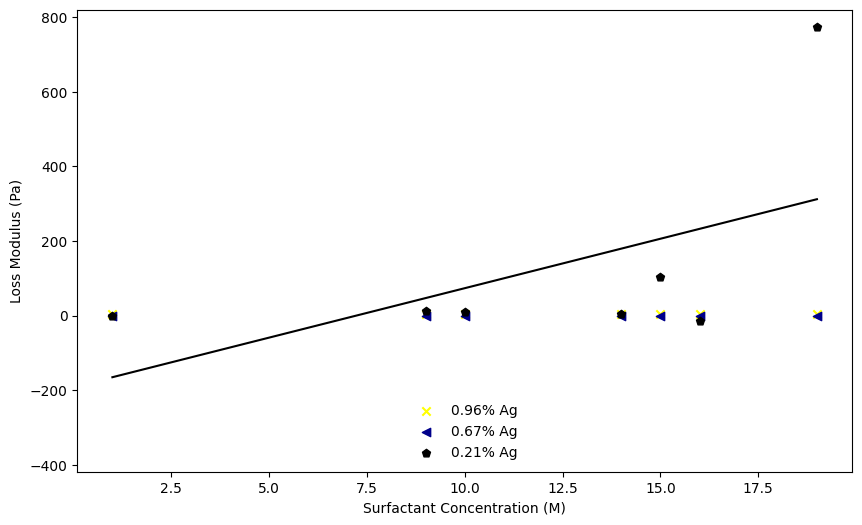 800
600
400
200
0
−200
−400
Loss Modulus (Pa)
0.96% Ag
0.67% Ag
0.21% Ag
2.5 5.0 7.5 10.0 12.5 15.0 17.5
Surfactant Concentration (M)